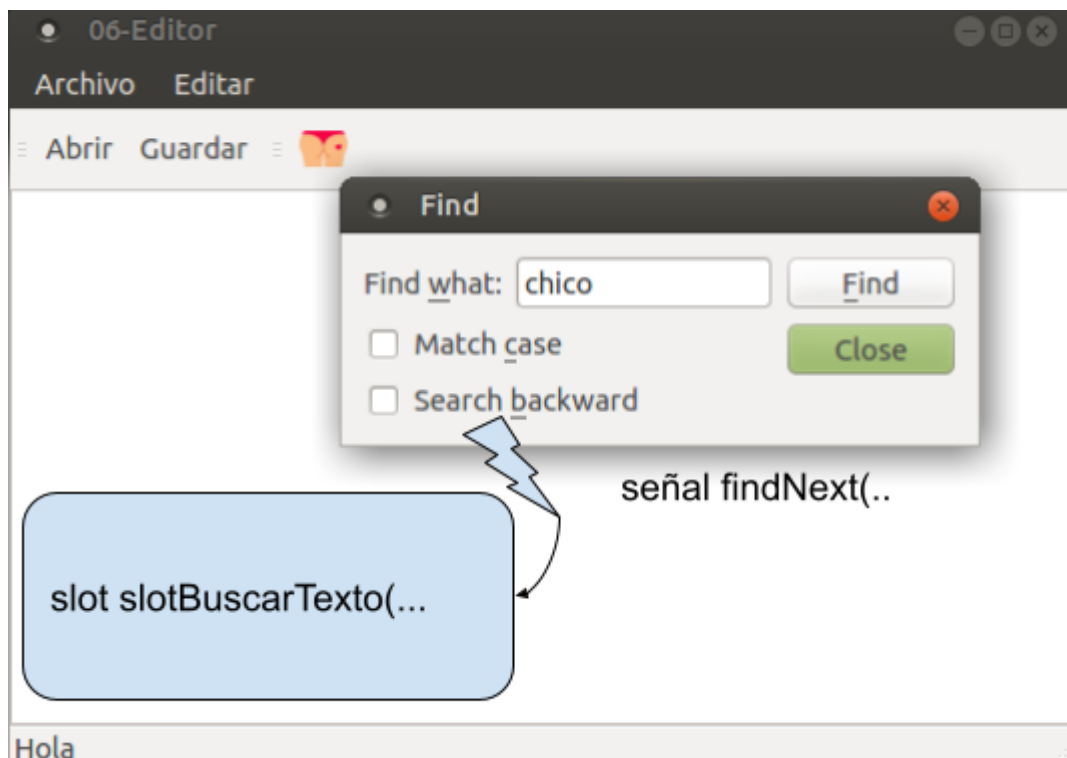 06-Editor
Archivo Editar
Abrir Guardar
Find
Find what: chico Find
Match case Close
Search backward
señal findNext(..
slot slotBuscarTexto(...
Hola